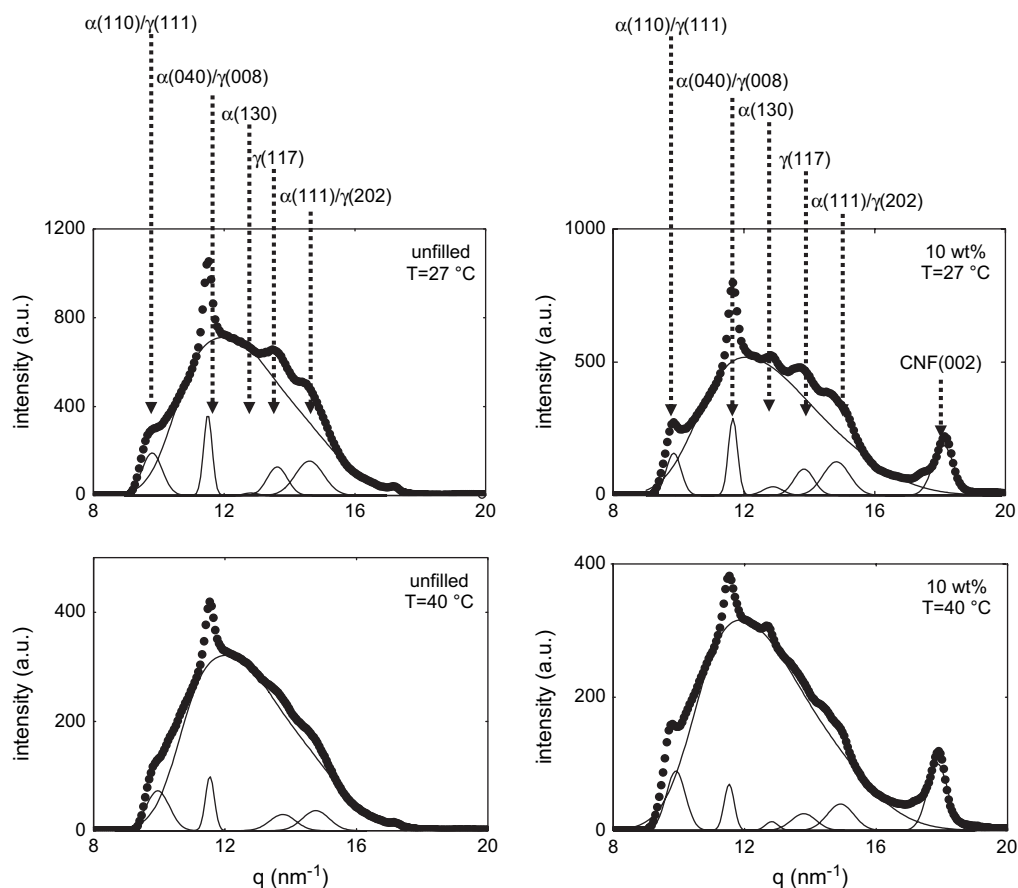 α(110)/γ(111)
α(040)/γ(008)
α(130)
γ(117)
α(111)/γ(202)
1200
800
400
0
intensity (a.u.)
unfilled
T=27 °C
8
12
16
20
α(110)/γ(111)
α(040)/γ(008)
α(130)
γ(117)
α(111)/γ(202)
1000
500
0
intensity (a.u.)
10 wt%
T=27 °C
CNF(002)
8
12
16
20
400
200
0
intensity (a.u.)
unfilled
T=40 °C
8
12
16
20
q (nm⁻¹)
400
300
200
100
0
intensity (a.u.)
10 wt%
T=40 °C
8
12
16
20
q (nm⁻¹)